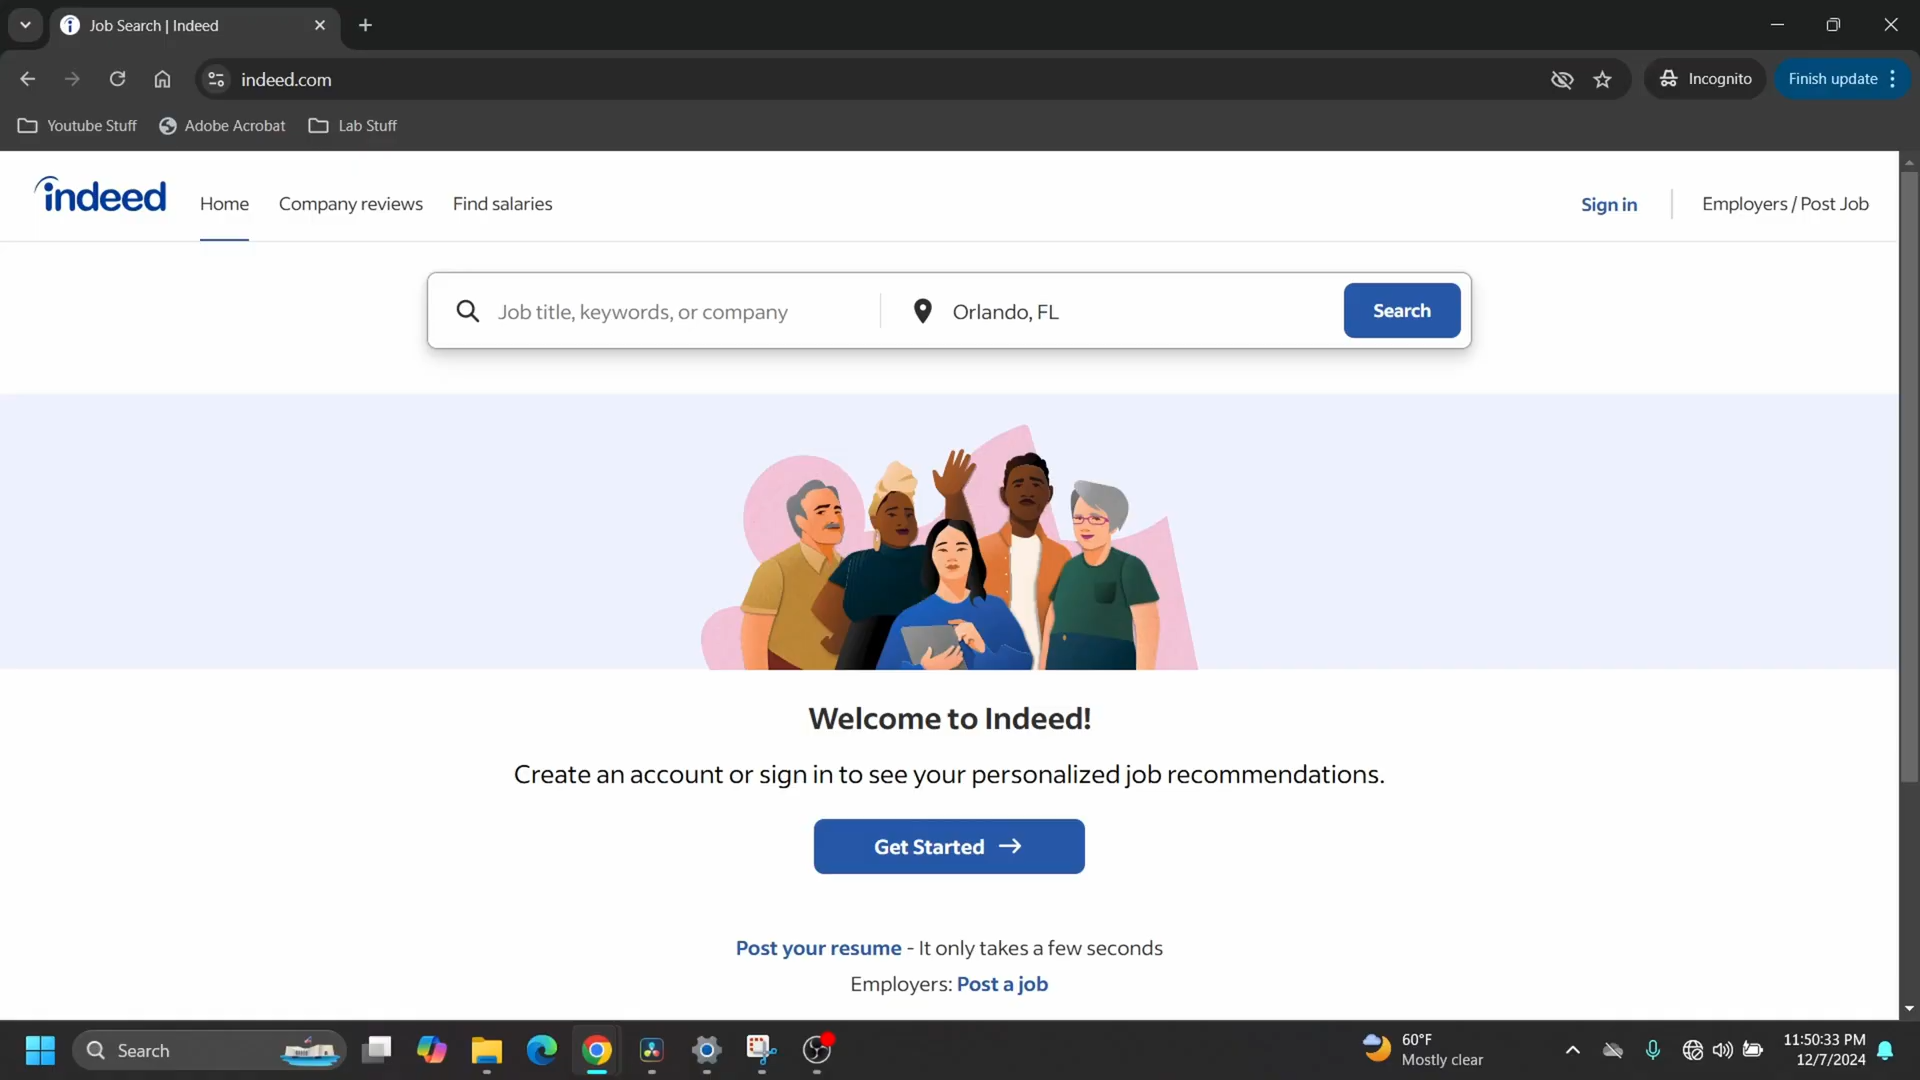 Job Search | Indeed
indeed.com
Incognito
Finish update
Youtube Stuff
Adobe Acrobat
Lab Stuff
indeed
Home
Company reviews
Find salaries
Sign in
Employers / Post Job
Job title, keywords, or company
Orlando, FL
Search
Welcome to Indeed!
Create an account or sign in to see your personalized job recommendations.
Get Started
Post your resume - It only takes a few seconds
Employers: Post a job
Search
60°F
Mostly clear
11:50:33 PM
12/7/2024